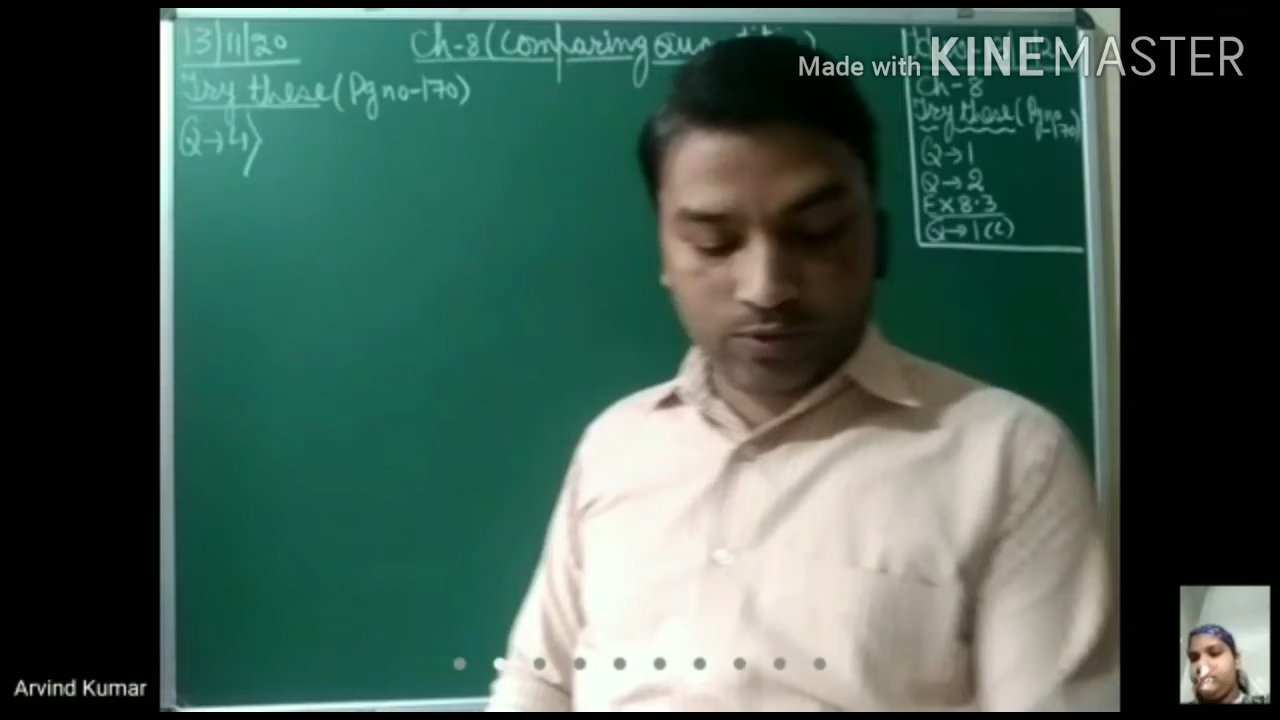 13/11/20
Ch-8 (Comparing
Try these (Pg no-170)
Q→4)
Made with KINEMASTER
Ch-8
Try these (Pg no
-170)
Q→1
Q→2
Ex 8.3
Q→1(c)
Arvind Kumar